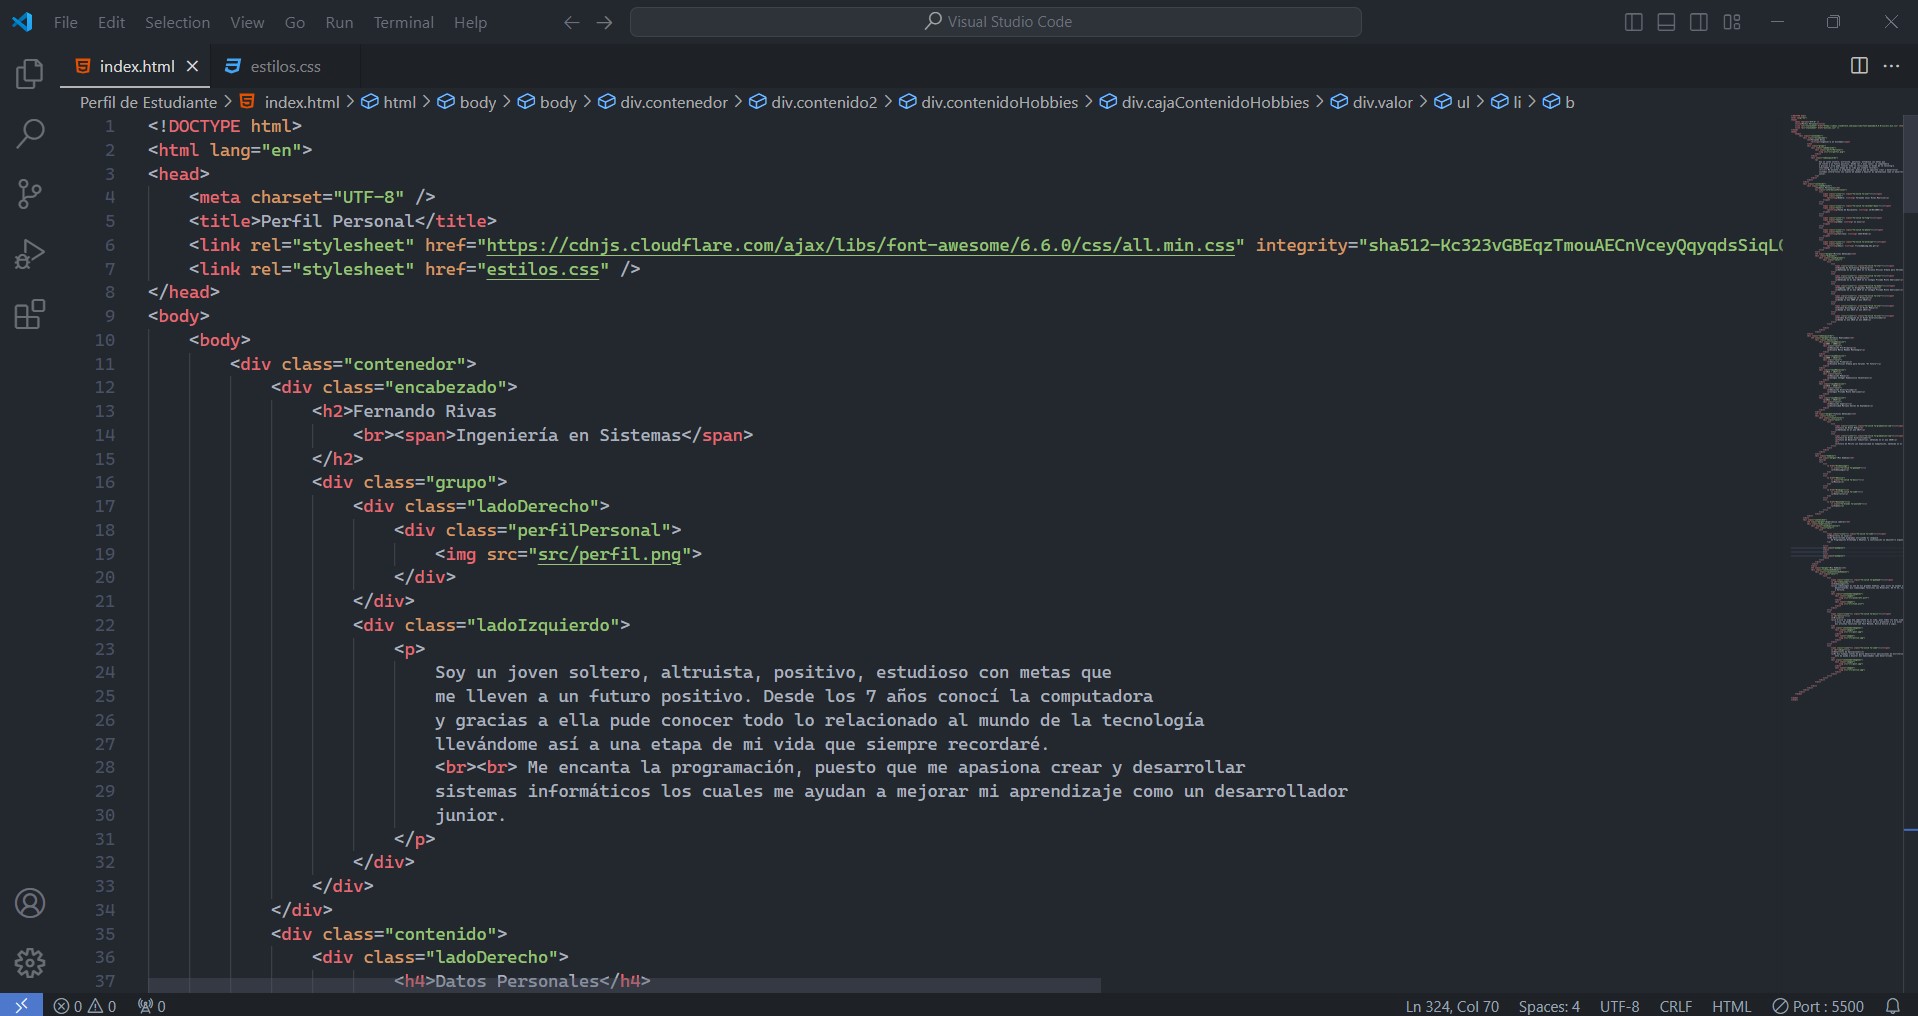 File Edit Selection View Go Run Terminal Help
Visual Studio Code
index.html
estilos.css
Perfil de Estudiante > index.html > html > body > body > div.contenedor > div.contenido2 > div.contenidoHobbies > div.cajaContenidoHobbies > div.valor > ul > li > b
1 <!DOCTYPE html>
2 <html lang="en">
3 <head>
4 <meta charset="UTF-8" />
5 <title>Perfil Personal</title>
6 <link rel="stylesheet" href="https://cdnjs.cloudflare.com/ajax/libs/font-awesome/6.6.0/css/all.min.css" integrity="sha512-Kc323vGBEqzTmouAECnVceyQqyqdsSiqL
7 <link rel="stylesheet" href="estilos.css" />
8 </head>
9 <body>
10 <body>
11 <div class="contenedor">
12 <div class="encabezado">
13 <h2>Fernando Rivas
14 <br><span>Ingeniería en Sistemas</span>
15 </h2>
16 <div class="grupo">
17 <div class="ladoDerecho">
18 <div class="perfilPersonal">
19 <img src="src/perfil.png">
20 </div>
21 </div>
22 <div class="ladoIzquierdo">
23 <p>
24 Soy un joven soltero, altruista, positivo, estudioso con metas que
25 me lleven a un futuro positivo. Desde los 7 años conocí la computadora
26 y gracias a ella pude conocer todo lo relacionado al mundo de la tecnología
27 llevándome así a una etapa de mi vida que siempre recordaré.
28 <br><br> Me encanta la programación, puesto que me apasiona crear y desarrollar
29 sistemas informáticos los cuales me ayudan a mejorar mi aprendizaje como un desarrollador
30 junior.
31 </p>
32 </div>
33 </div>
34 </div>
35 <div class="contenido">
36 <div class="ladoDerecho">
37 <h4>Datos Personales</h4>
0 0 0
Ln 324, Col 70 Spaces: 4 UTF-8 CRLF HTML Port : 5500